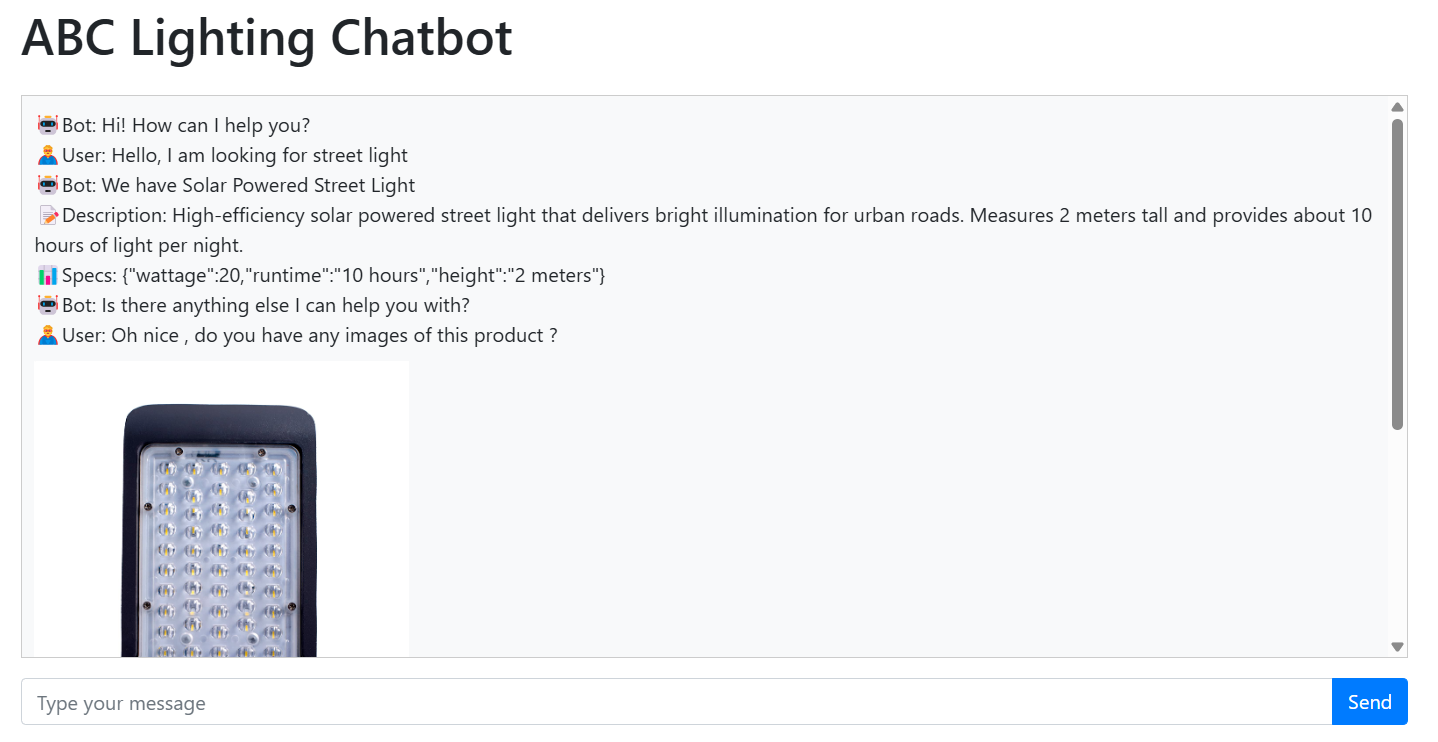 ABC Lighting Chatbot
🤖Bot: Hi! How can I help you?
👷User: Hello, I am looking for street light
🤖Bot: We have Solar Powered Street Light
📝Description: High-efficiency solar powered street light that delivers bright illumination for urban roads. Measures 2 meters tall and provides about 10
hours of light per night.
📊Specs: {"wattage":20,"runtime":"10 hours","height":"2 meters"}
🤖Bot: Is there anything else I can help you with?
👷User: Oh nice , do you have any images of this product ?
Type your message
Send